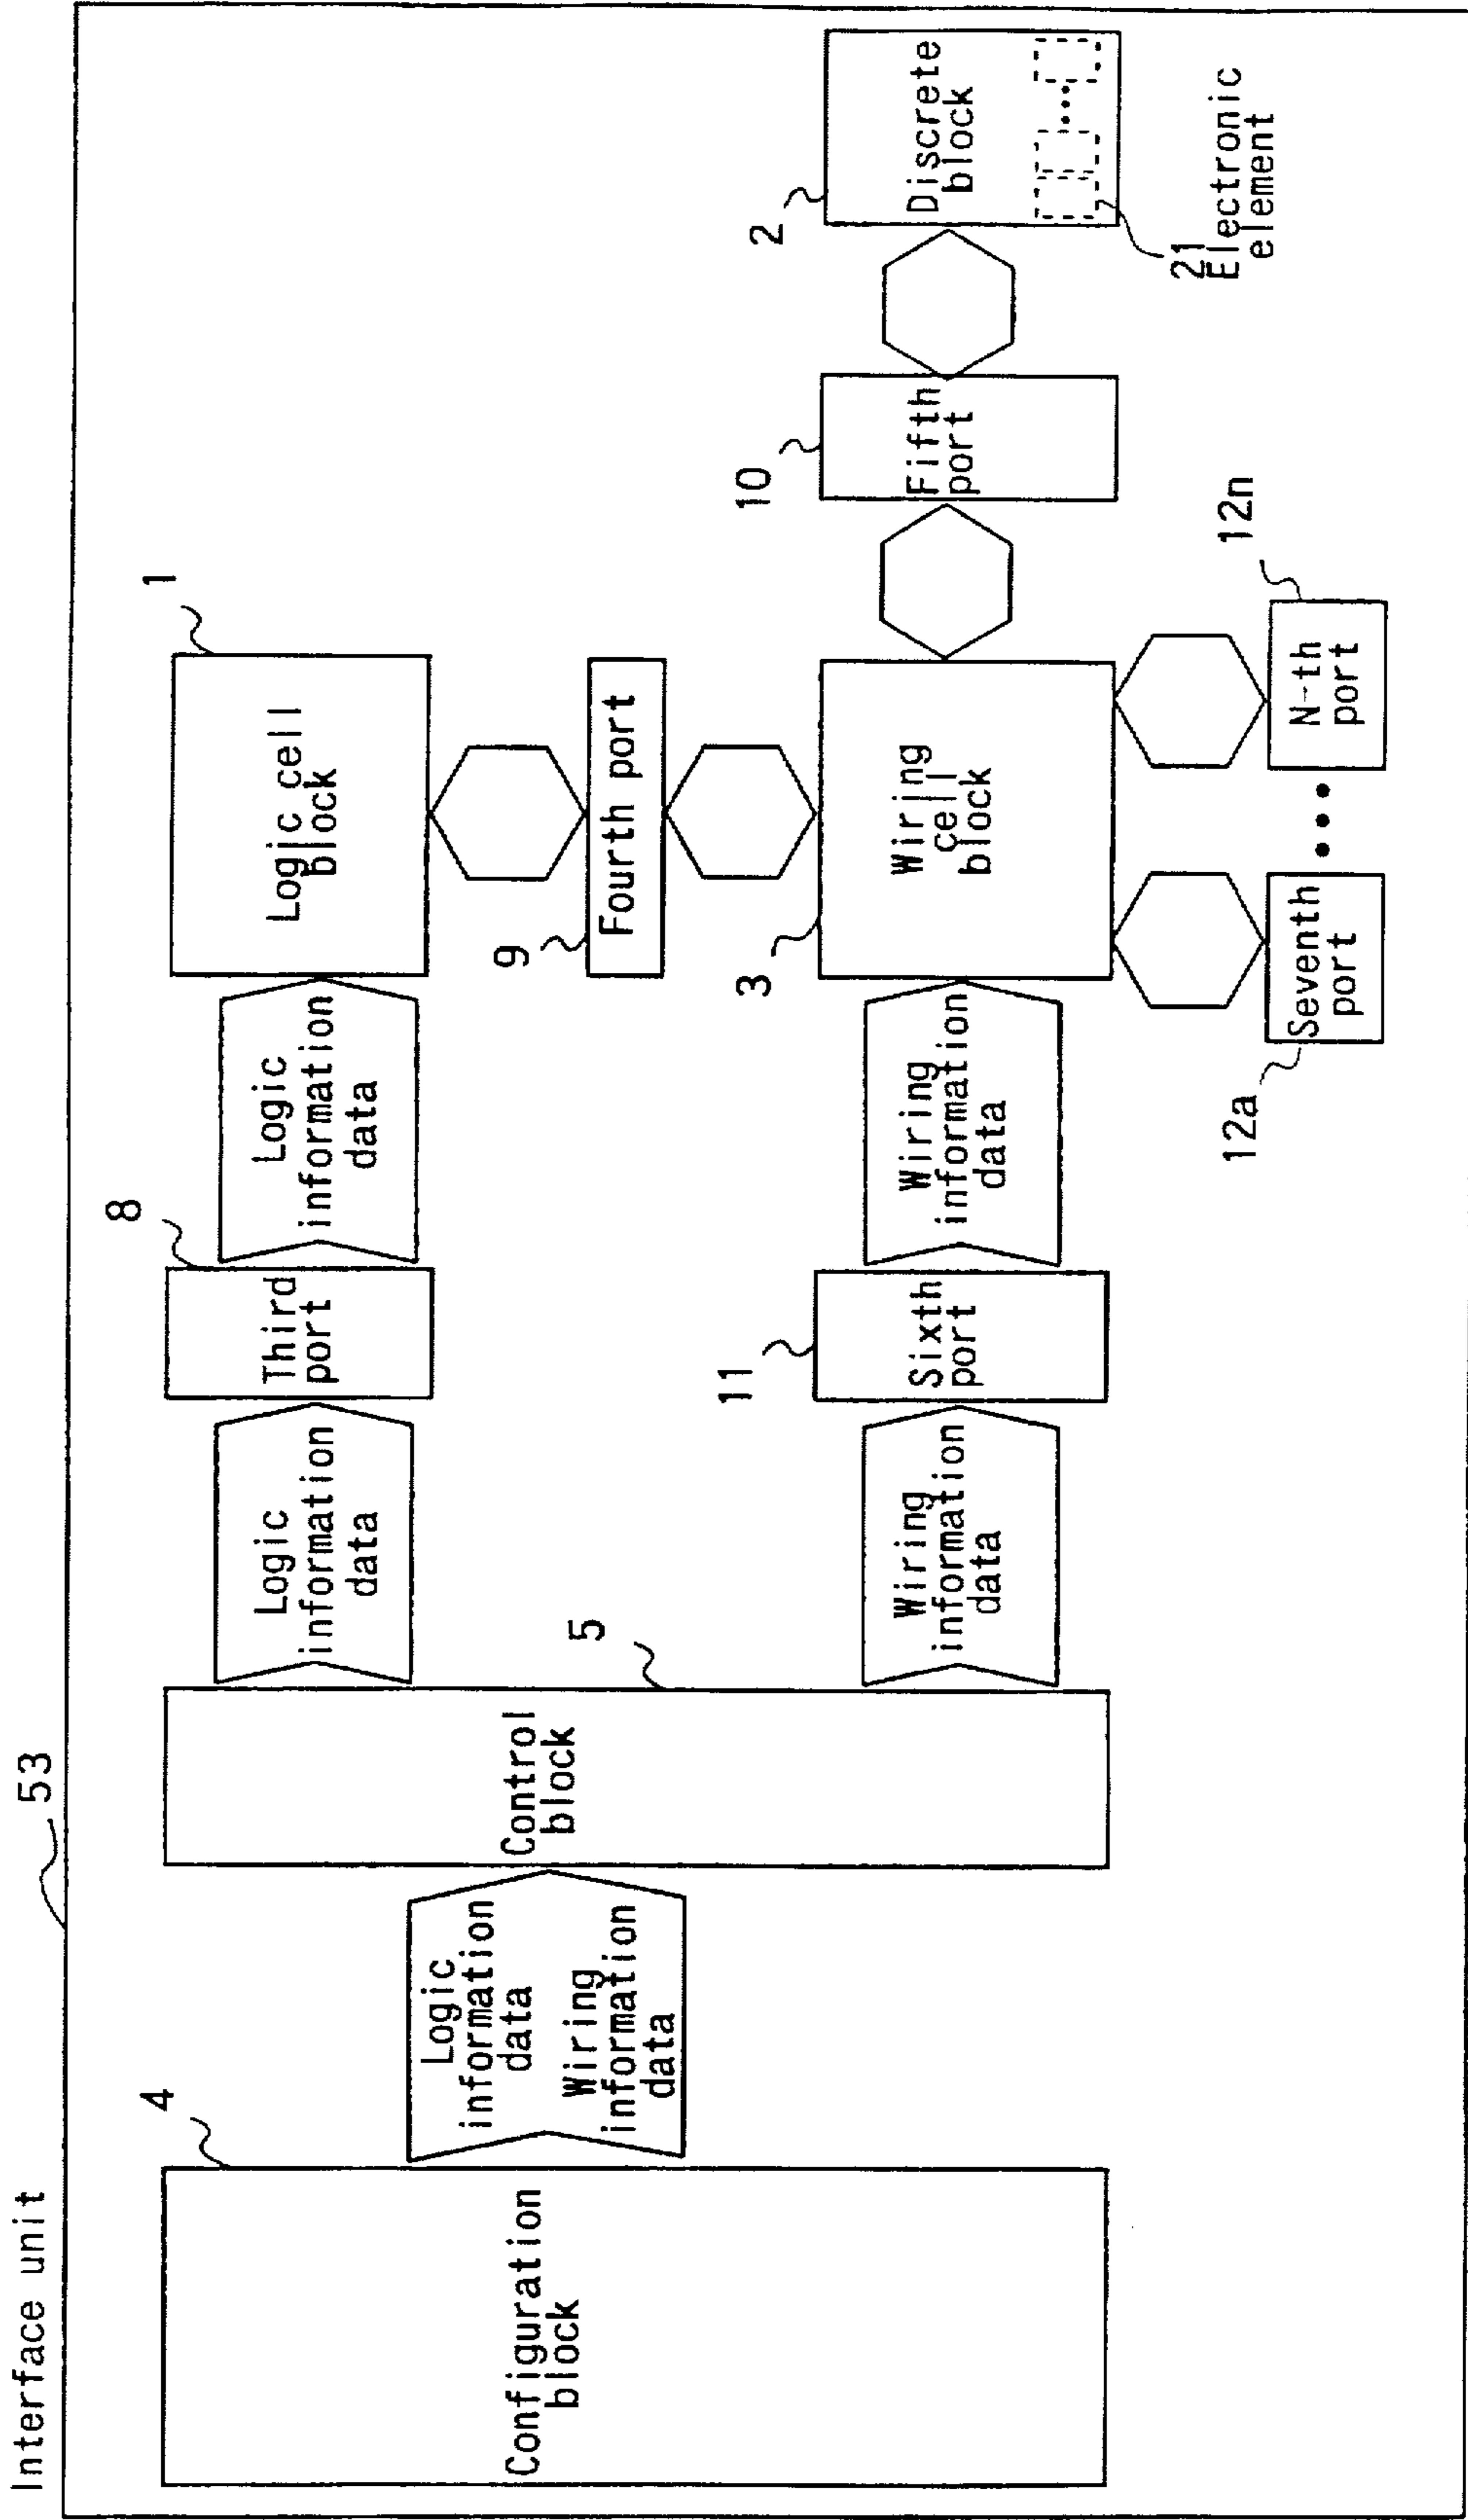 Interface unit
53
4
Configuration
block
Logic
information
data
Wiring
information
data
5
Control
block
Logic
information
data
8
Third
port
Logic
information
data
1
Logic cell
block
9
Fourth port
Wiring
information
data
11
Sixth
port
Wiring
information
data
3
Wiring
cell
block
10
Fifth
port
2
Discrete
block
21
Electronic
element
12a
Seventh
port
12n
N-th
port